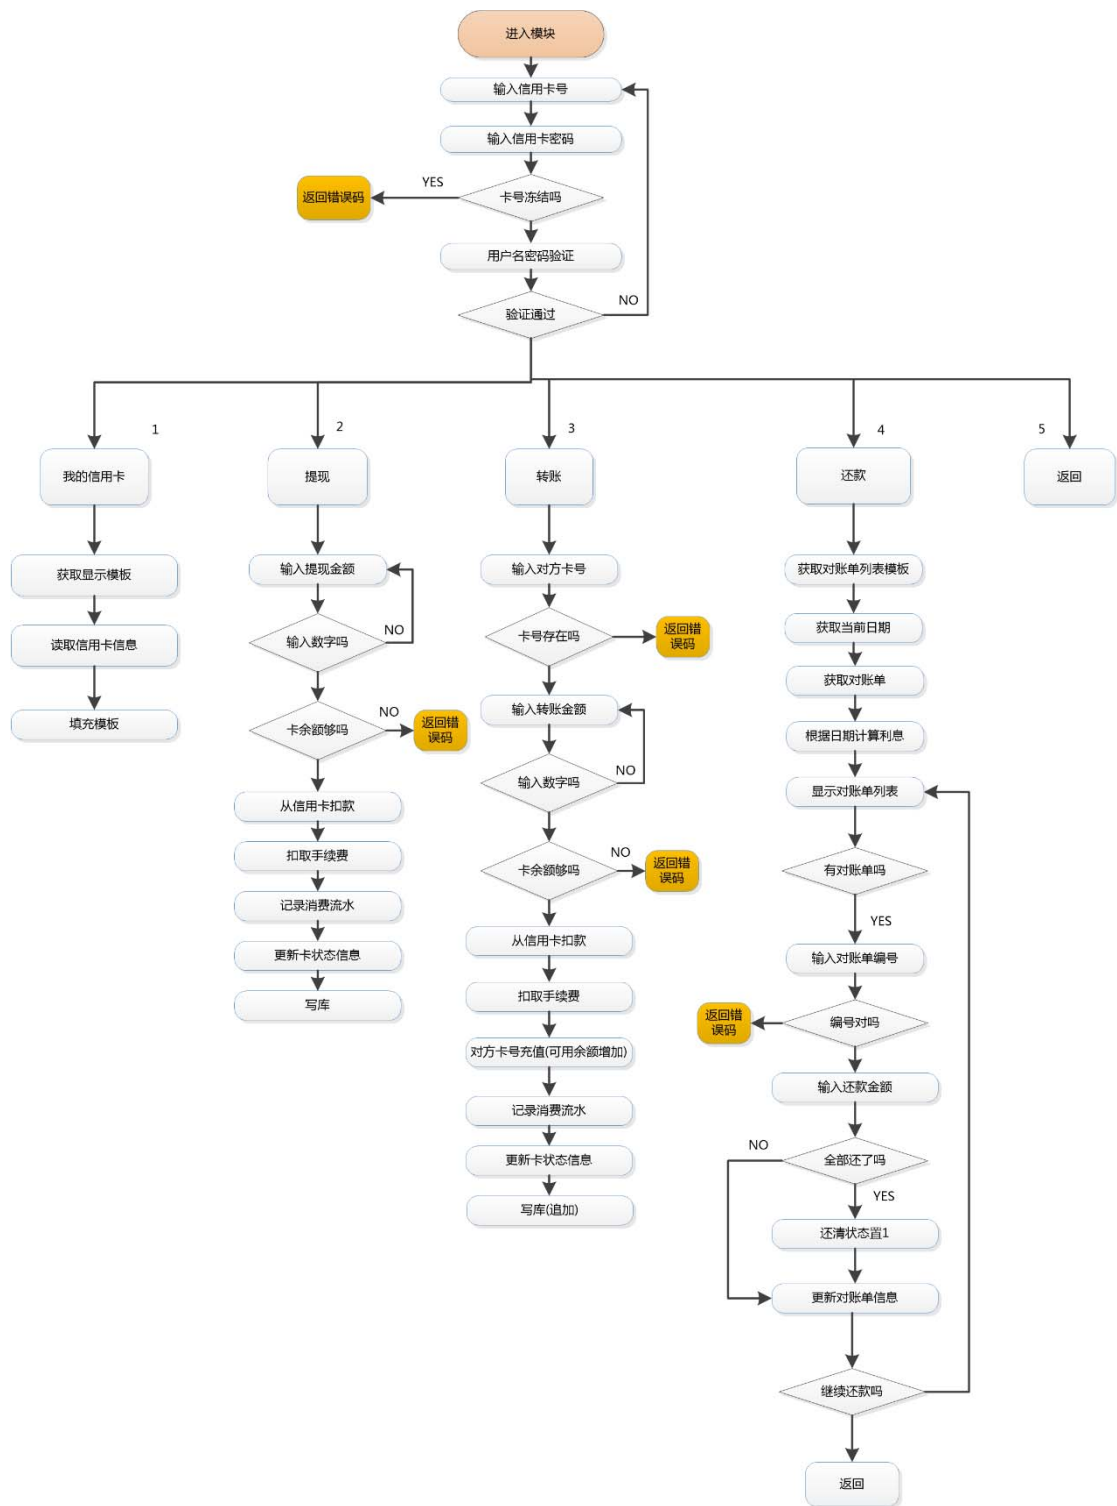 进入模块
输入信用卡号
输入信用卡密码
YES
返回错误码
卡号冻结吗
用户名密码验证
NO
验证通过
1
2
3
4
5
我的信用卡
提现
转账
还款
返回
获取显示模板
读取信用卡信息
填充模板
输入提现金额
输入数字吗
NO
卡余额够吗
NO
返回错
误码
从信用卡扣款
扣取手续费
记录消费流水
更新卡状态信息
写库
输入对方卡号
卡号存在吗
返回错
误码
输入转账金额
输入数字吗
NO
卡余额够吗
NO
返回错
误码
从信用卡扣款
扣取手续费
对方卡号充值(可用余额增加)
记录消费流水
更新卡状态信息
写库(追加)
获取对账单列表模板
获取当前日期
获取对账单
根据日期计算利息
显示对账单列表
有对账单吗
YES
输入对账单编号
返回错
误码
编号对吗
输入还款金额
NO
全部还了吗
YES
还清状态置1
更新对账单信息
继续还款吗
返回